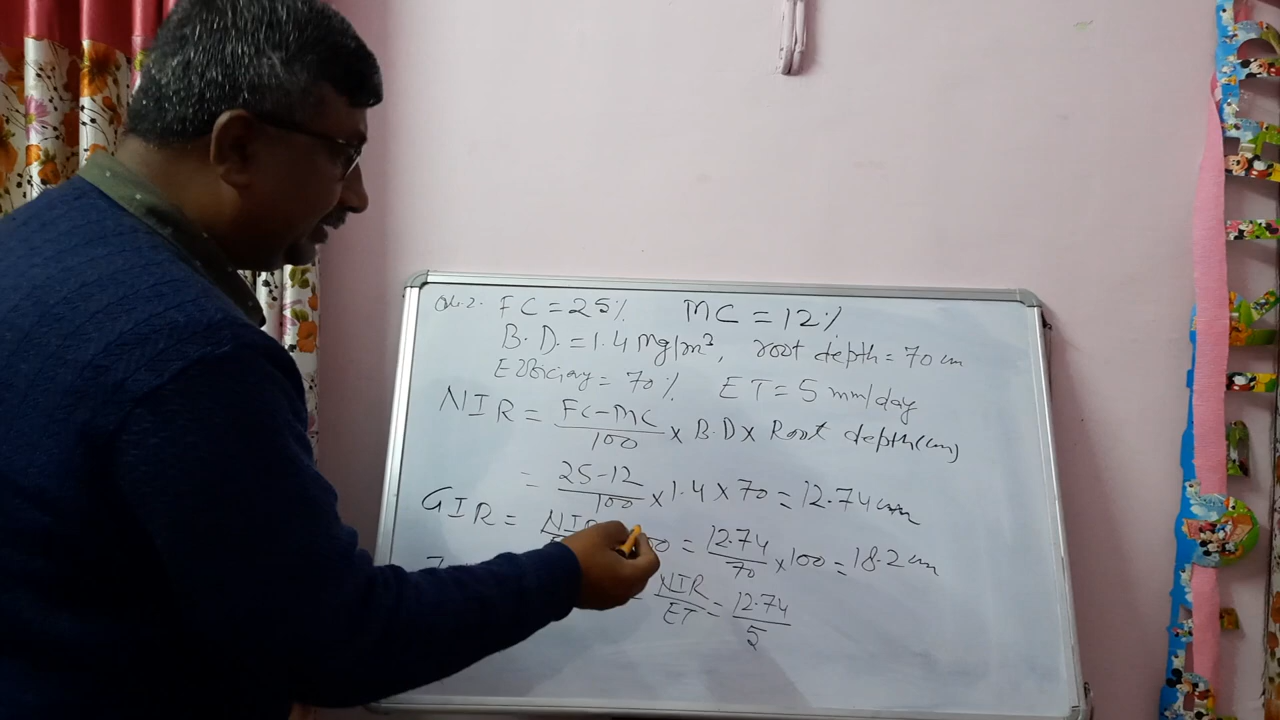 Qu.2. FC = 25% MC = 12%
B.D. = 1.4 Mg/m³, root depth = 70 cm
Efficiency = 70% ET = 5 mm/day
NIR = FC-MC/100 × B.D × Root depth (cm)
= 25-12/100 × 1.4 × 70 = 12.74 cm
GIR = NIR = 12.74/70 × 100 = 18.2 cm
= NIR/ET = 12.74/5